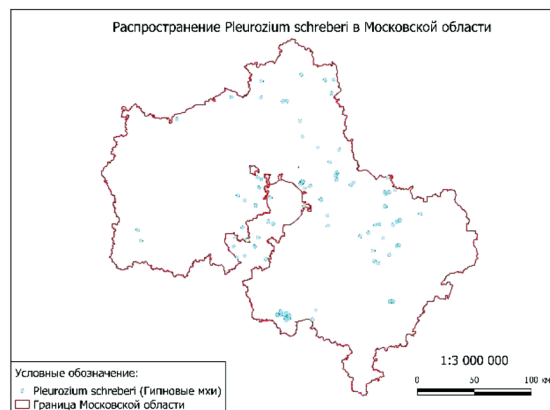 Распространение Pleurozium schreberi в Московской области
1:3 000 000
Условные обозначение:
Pleurozium schreberi (Гипновые мхи)
Граница Московской области
0 50 100 км